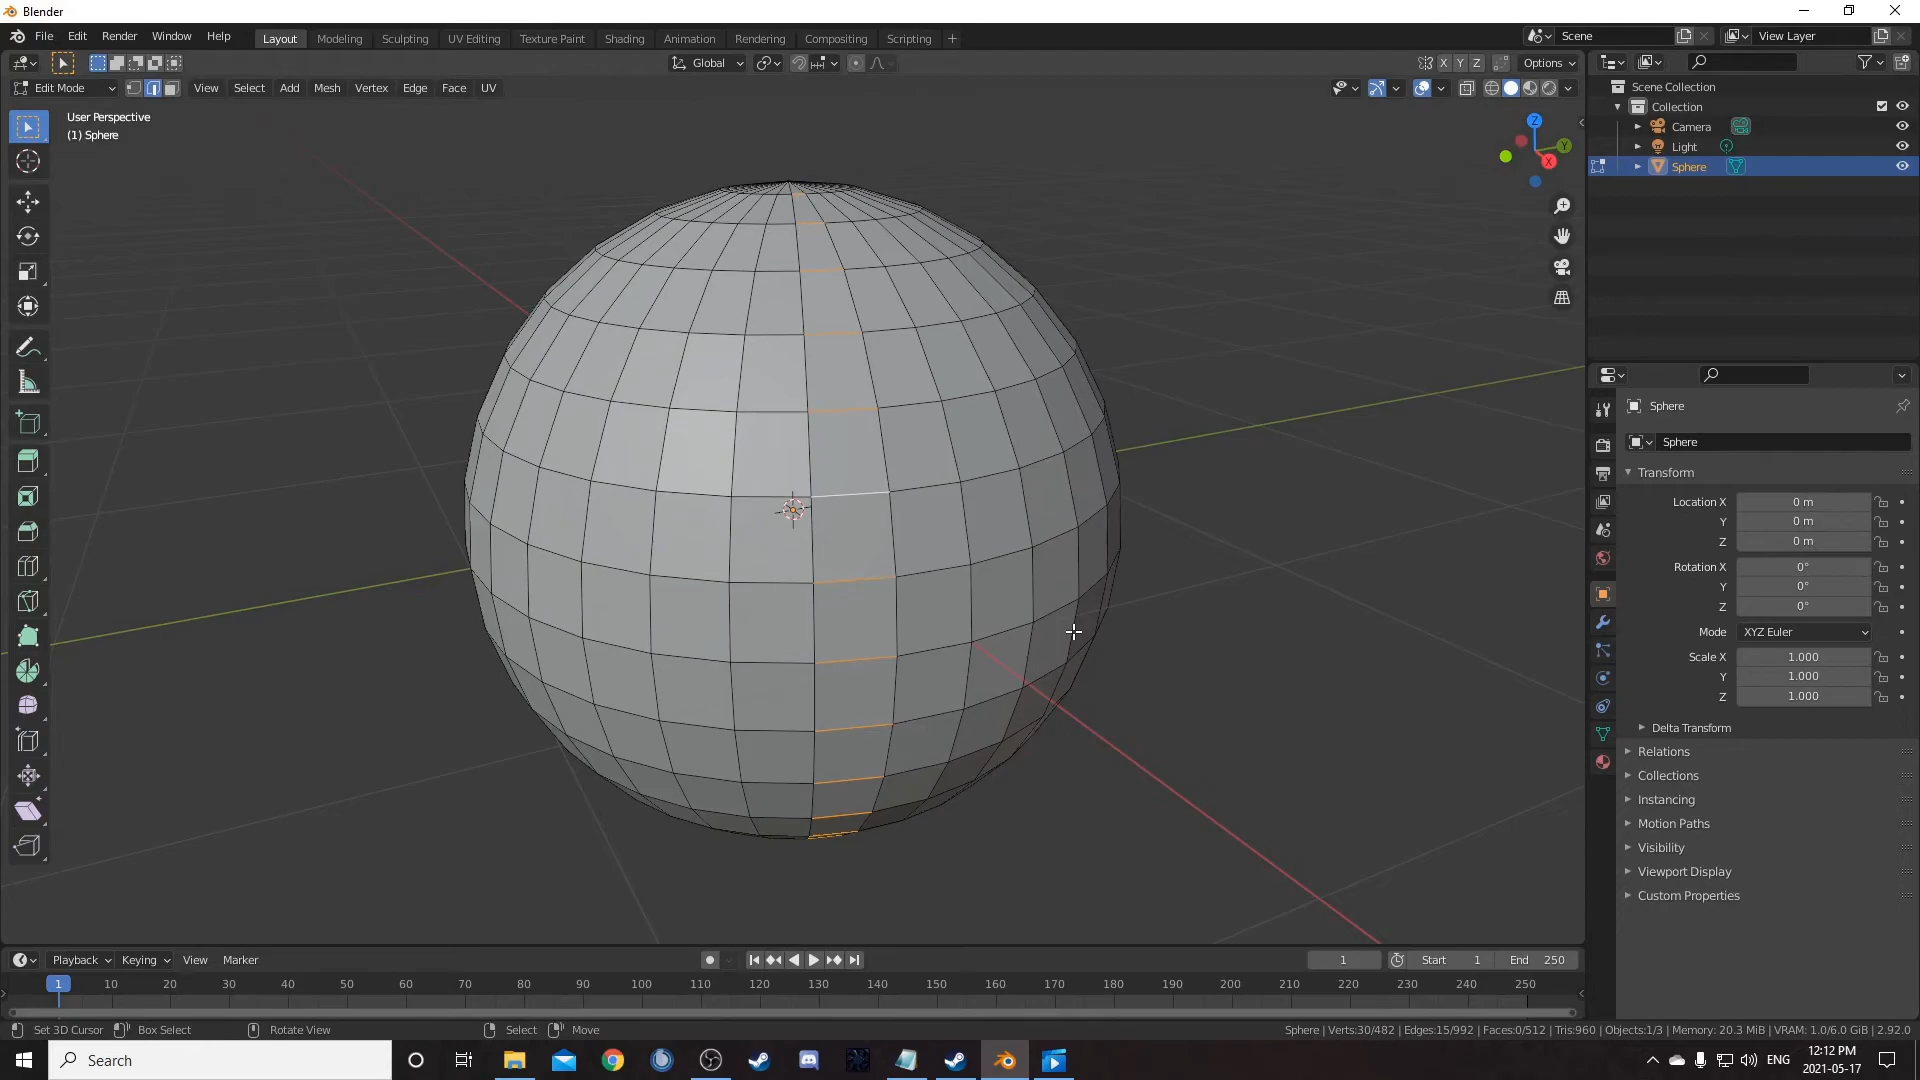 Blender
File Edit Render Window Help Layout Modeling Sculpting UV Editing Texture Paint Shading Animation Rendering Compositing Scripting + Scene View Layer
Global X Y Z Options
Edit Mode View Select Add Mesh Vertex Edge Face UV
User Perspective
(1) Sphere
Z
Y
X
Scene Collection
Collection
Camera
Light
Sphere
Sphere
Sphere
Transform
Location X 0 m
Y 0 m
Z 0 m
Rotation X 0°
Y 0°
Z 0°
Mode XYZ Euler
Scale X 1.000
Y 1.000
Z 1.000
Delta Transform
Relations
Collections
Instancing
Motion Paths
Visibility
Viewport Display
Custom Properties
Playback Keying View Marker 1 Start 1 End 250
1 10 20 30 40 50 60 70 80 90 100 110 120 130 140 150 160 170 180 190 200 210 220 230 240 250
Set 3D Cursor Box Select Rotate View Select Move Sphere | Verts:30/482 | Edges:15/992 | Faces:0/512 | Tris:960 | Objects:1/3 | Memory: 20.3 MiB | VRAM: 1.0/6.0 GiB | 2.92.0
Search ENG 12:12 PM
2021-05-17